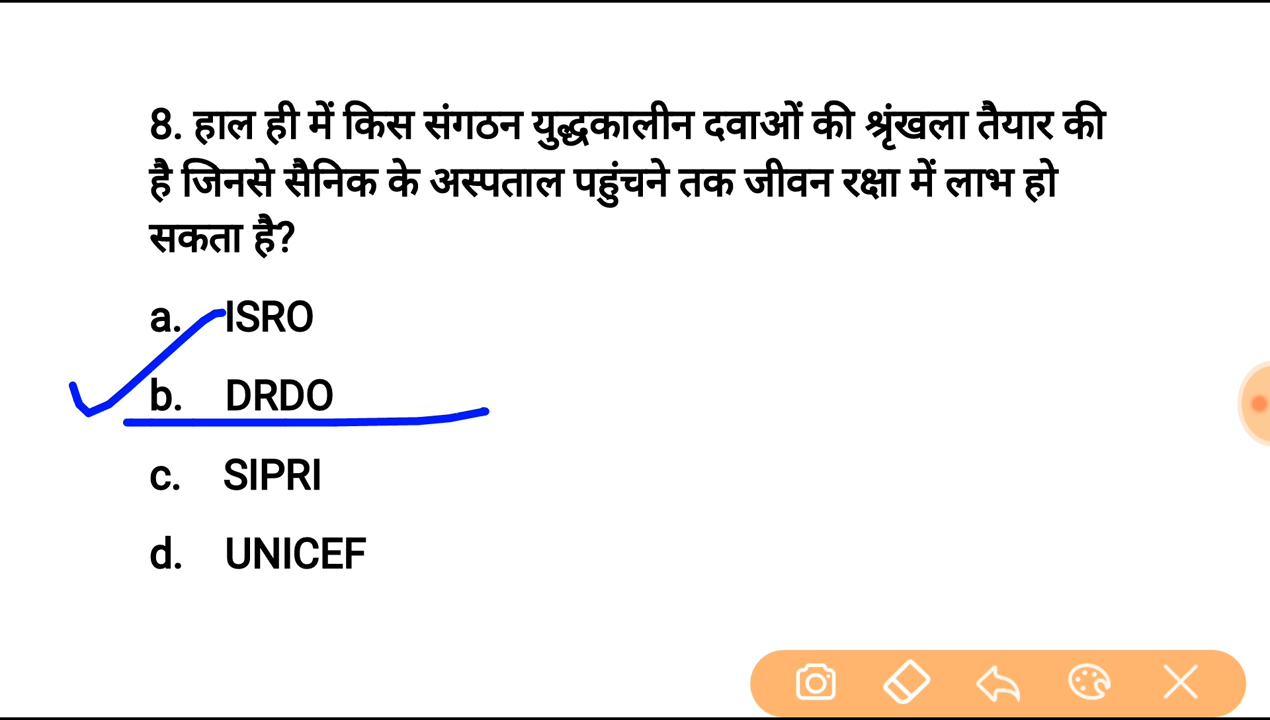 8. हाल ही में किस संगठन युद्धकालीन दवाओं की श्रृंखला तैयार की
है जिनसे सैनिक के अस्पताल पहुंचने तक जीवन रक्षा में लाभ हो
सकता है?
a. ISRO
b. DRDO
c. SIPRI
d. UNICEF